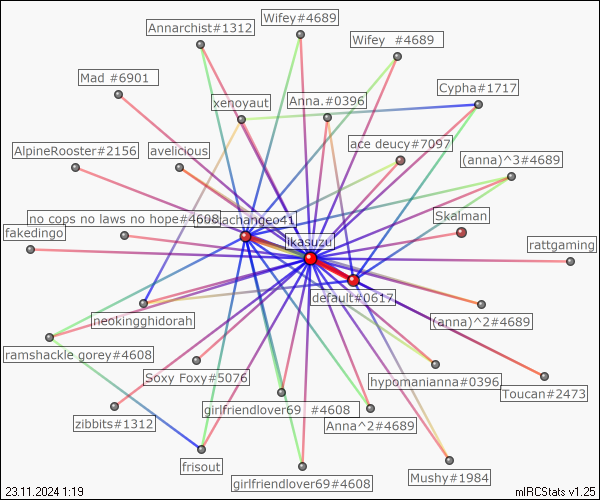 Wifey#4689
Annarchist#1312
Wifey  #4689
Mad #6901
Cypha#1717
xenoyaut
Anna.#0396
ace deucy#7097
AlpineRooster#2156
avelicious
(anna)^3#4689
no cops no laws no hope#4608
achangeo41
Skalman
fakedingo
ikasuzu
rattgaming
default#0617
neokingghidorah
(anna)^2#4689
ramshackle gorey#4608
Soxy Foxy#5076
hypomanianna#0396
Toucan#2473
girlfriendlover69  #4608
zibbits#1312
Anna^2#4689
frisout
girlfriendlover69#4608
Mushy#1984
23.11.2024 1:19
mIRCStats v1.25